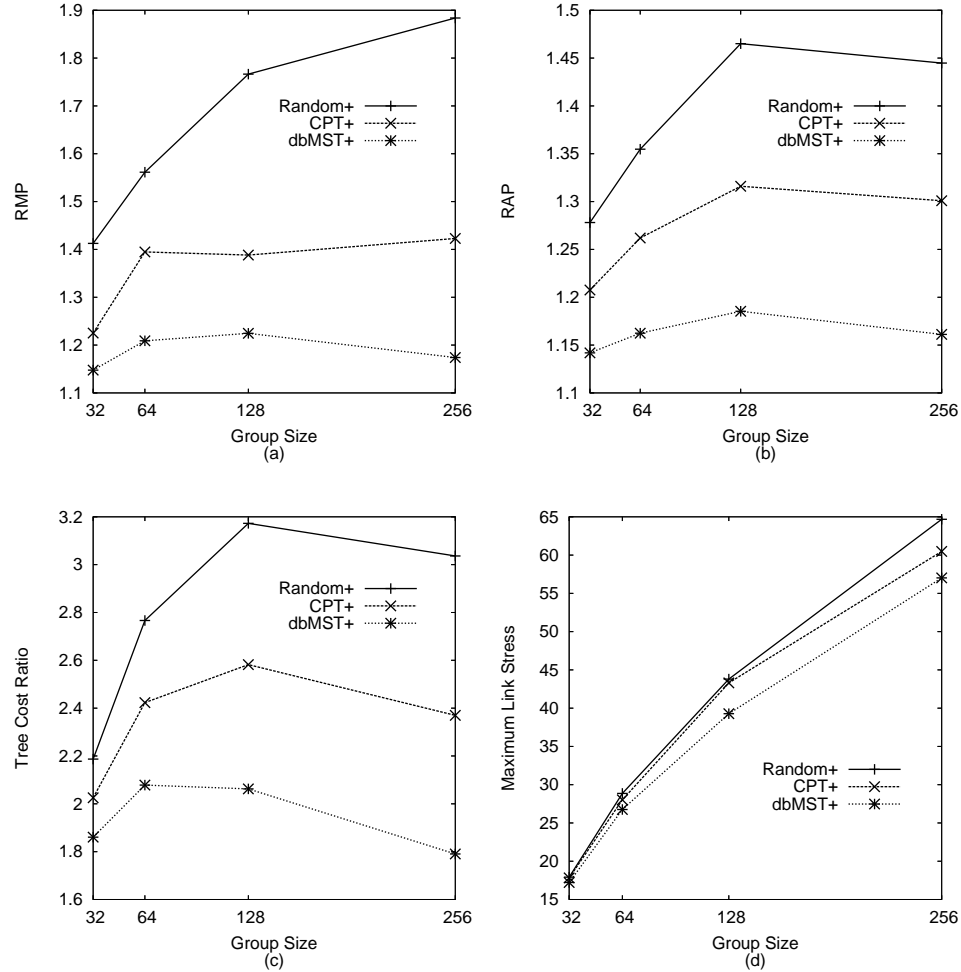 1.9
1.8
1.7
1.6
1.5
1.4
1.3
1.2
1.1
RMP
Random+
CPT+
dbMST+
32 64 128 256
Group Size
(a)
1.5
1.45
1.4
1.35
1.3
1.25
1.2
1.15
1.1
RAP
Random+
CPT+
dbMST+
32 64 128 256
Group Size
(b)
3.2
3
2.8
2.6
2.4
2.2
2
1.8
1.6
Tree Cost Ratio
Random+
CPT+
dbMST+
32 64 128 256
Group Size
(c)
65
60
55
50
45
40
35
30
25
20
15
Maximum Link Stress
Random+
CPT+
dbMST+
32 64 128 256
Group Size
(d)